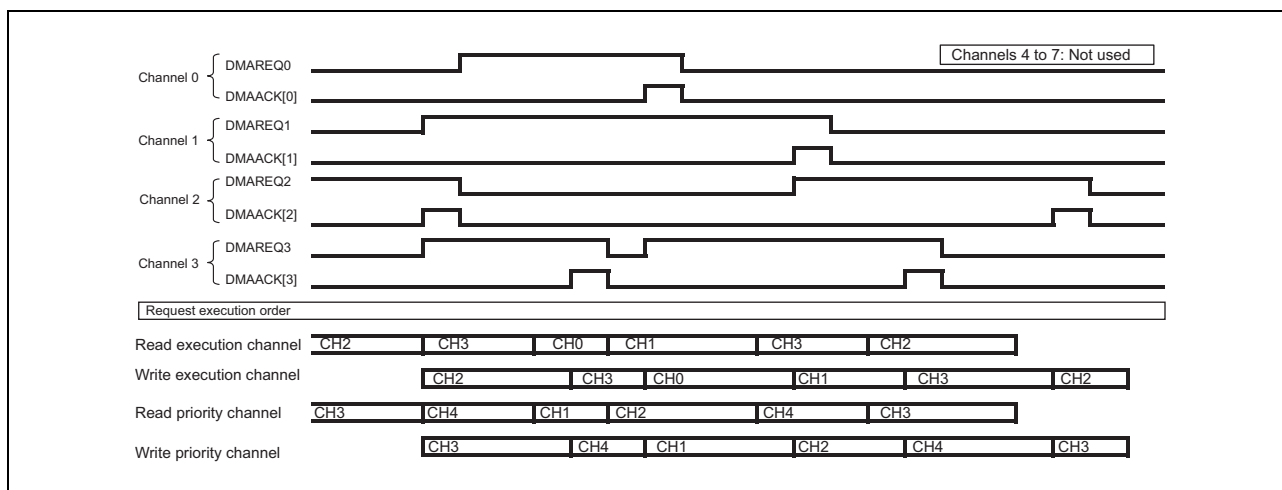 Channels 4 to 7: Not used
Channel 0
DMAREQ0
DMAACK[0]
Channel 1
DMAREQ1
DMAACK[1]
Channel 2
DMAREQ2
DMAACK[2]
Channel 3
DMAREQ3
DMAACK[3]
Request execution order
Read execution channel CH2 CH3 CH0 CH1 CH3 CH2
Write execution channel CH2 CH3 CH0 CH1 CH3 CH2
Read priority channel CH3 CH4 CH1 CH2 CH4 CH3
Write priority channel CH3 CH4 CH1 CH2 CH4 CH3